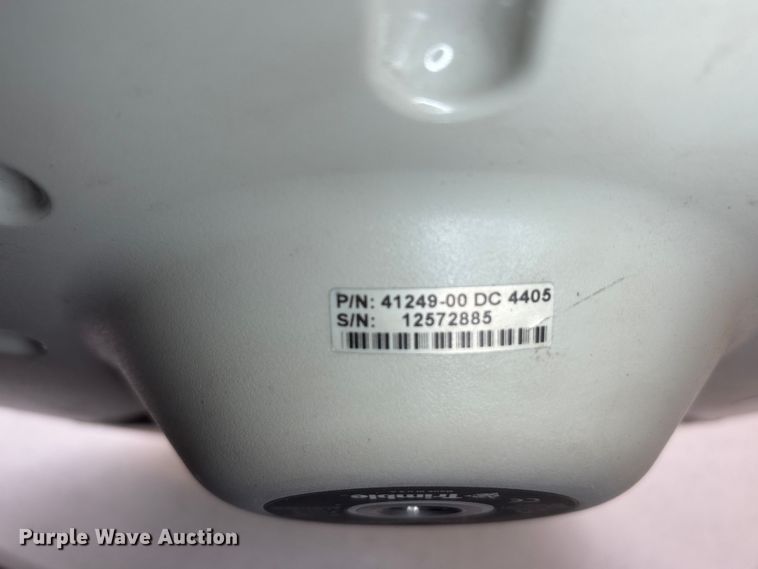 P/N: 41249-00 DC 4405
S/N: 12572885
Trimble
Purple Wave Auction®